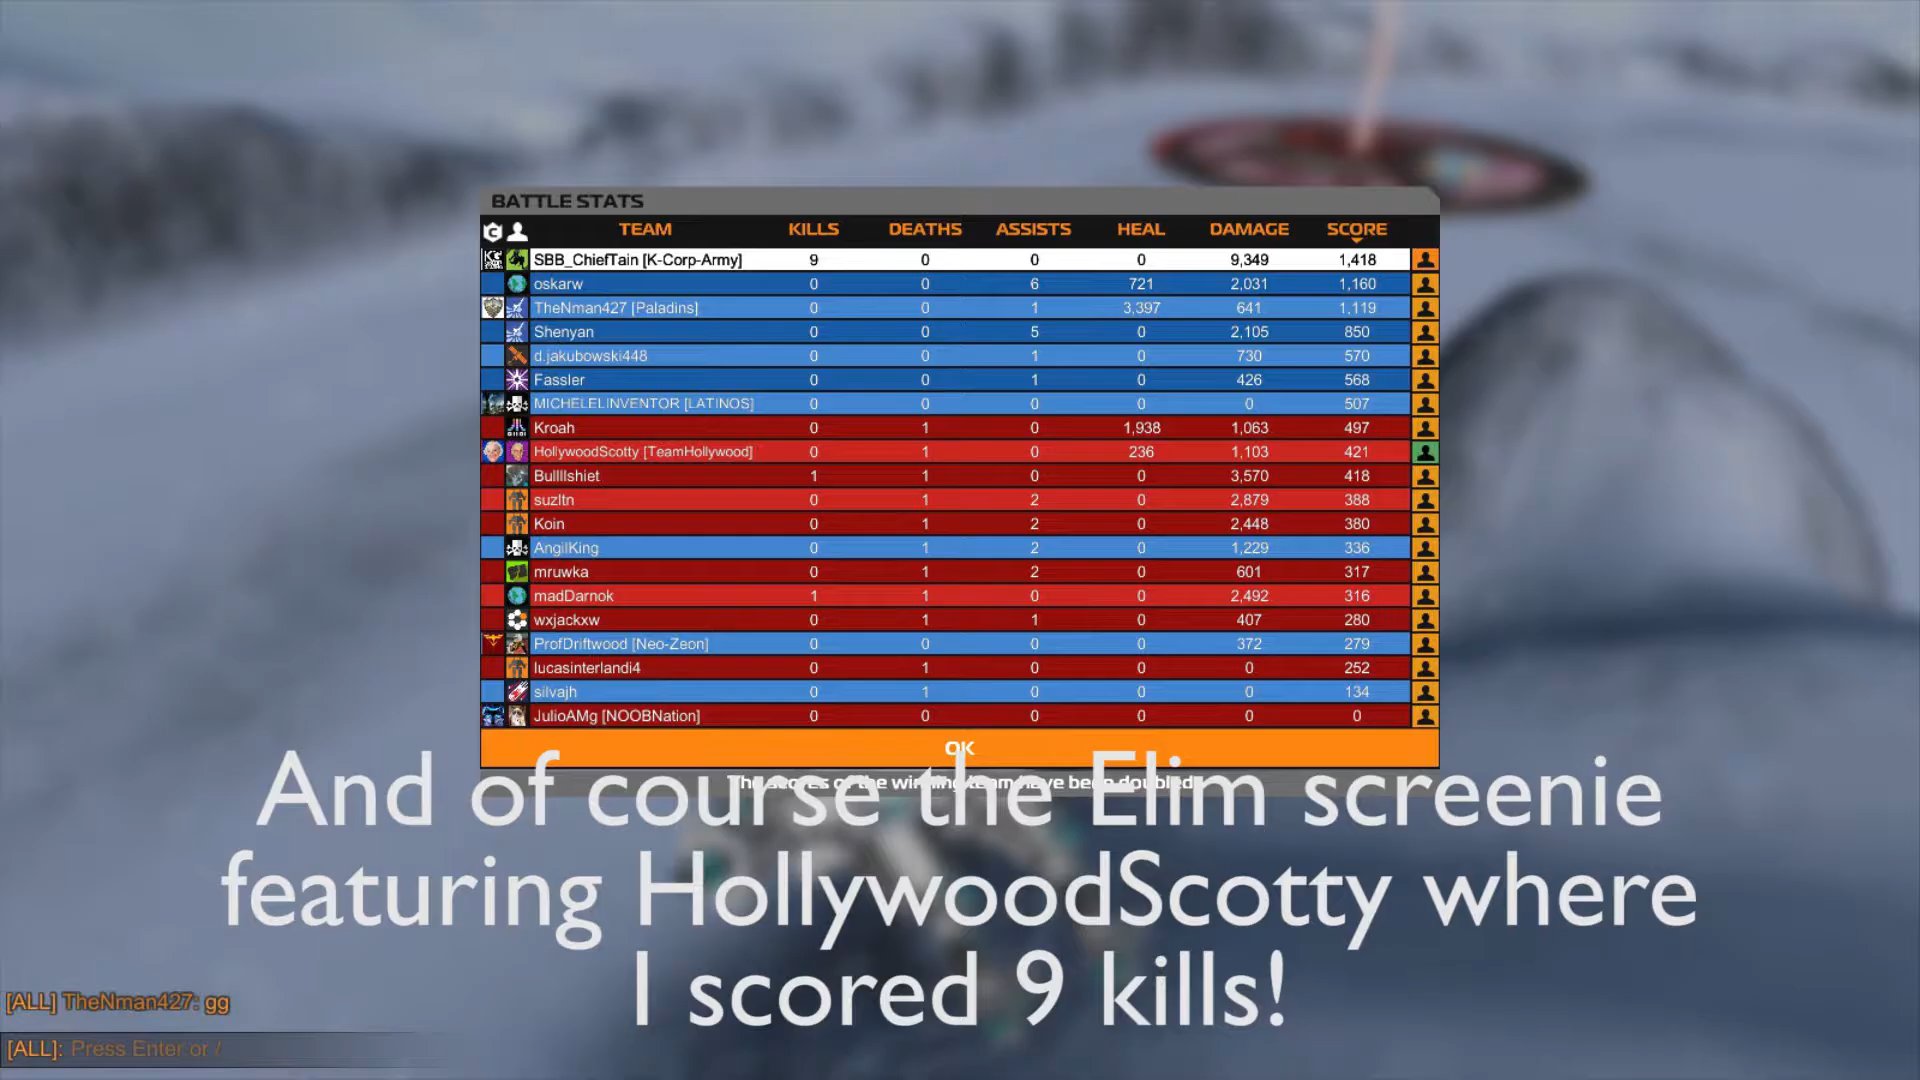 BATTLE STATS
TEAM KILLS DEATHS ASSISTS HEAL DAMAGE SCORE
SBB_ChiefTain [K-Corp-Army] 9 0 0 0 9,349 1,418
oskarw 0 0 6 721 2,031 1,160
TheNman427 [Paladins] 0 0 1 3,397 641 1,119
Shenyan 0 0 5 0 2,105 850
d.jakubowski448 0 0 1 0 730 570
Fassler 0 0 1 0 426 568
MICHELELINVENTOR [LATINOS] 0 0 0 0 0 507
Kroah 0 1 0 1,938 1,063 497
HollywoodScotty [TeamHollywood] 0 1 0 236 1,103 421
Bullllshiet 1 1 0 0 3,570 418
suzltn 0 1 2 0 2,879 388
Koin 0 1 2 0 2,448 380
AngilKing 0 1 2 0 1,229 336
mruwka 0 1 2 0 601 317
madDarnok 1 1 0 0 2,492 316
wxjackxw 0 1 1 0 407 280
ProfDriftwood [Neo-Zeon] 0 0 0 0 372 279
lucasinterlandi4 0 1 0 0 0 252
silvajh 0 1 0 0 0 134
JulioAMg [NOOBNation] 0 0 0 0 0 0
OK
The scores of the winning team have been doubled
And of course the Elim screenie
featuring HollywoodScotty where
I scored 9 kills!
[ALL] TheNman427: gg
[ALL]: Press Enter or /